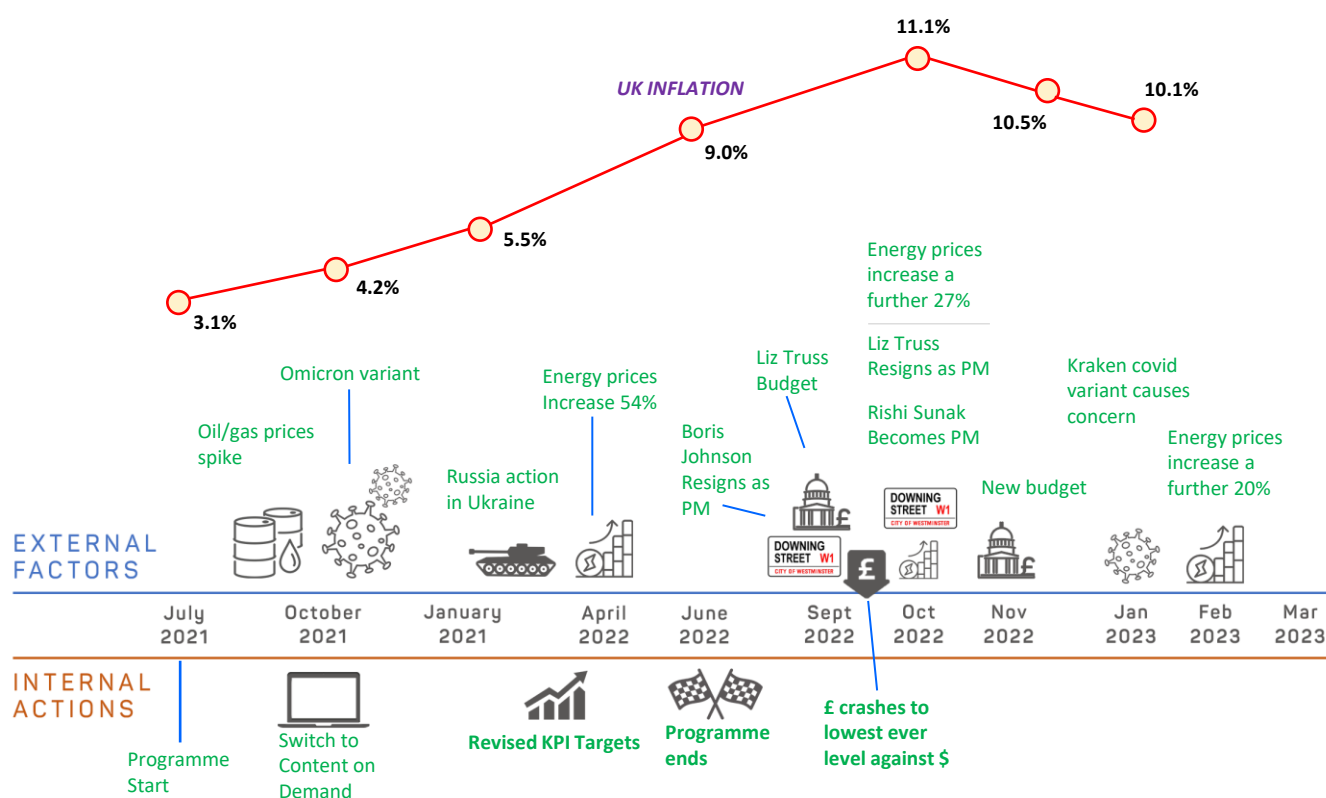 11.1%
UK INFLATION
10.1%
10.5%
9.0%
5.5%
4.2%
3.1%
Energy prices
increase a
further 27%
Liz Truss
Resigns as PM
Rishi Sunak
Becomes PM
Liz Truss
Budget
Kraken covid
variant causes
concern
Omicron variant
Energy prices
Increase 54%
Oil/gas prices
spike
Boris
Johnson
Resigns as
PM
Russia action
in Ukraine
New budget
Energy prices
increase a
further 20%
DOWNING
STREET W1
CITY OF WESTMINSTER
DOWNING
STREET W1
CITY OF WESTMINSTER
£
£
£
EXTERNAL
FACTORS
July
2021
October
2021
January
2021
April
2022
June
2022
Sept
2022
Oct
2022
Nov
2022
Jan
2023
Feb
2023
Mar
2023
INTERNAL
ACTIONS
Programme
Start
Switch to
Content on
Demand
Revised KPI Targets
Programme
ends
£ crashes to
lowest ever
level against $